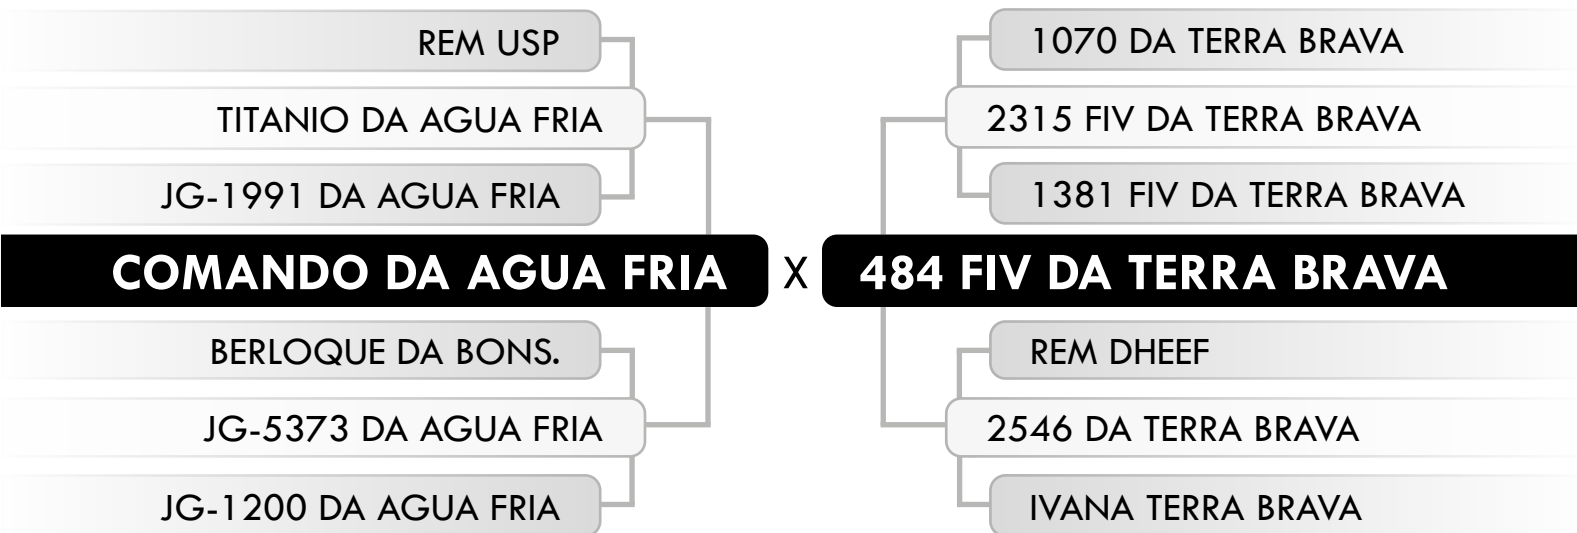 REM USP
TITANIO DA AGUA FRIA
JG-1991 DA AGUA FRIA
COMANDO DA AGUA FRIA
BERLOQUE DA BONS.
JG-5373 DA AGUA FRIA
JG-1200 DA AGUA FRIA
X
1070 DA TERRA BRAVA
2315 FIV DA TERRA BRAVA
1381 FIV DA TERRA BRAVA
484 FIV DA TERRA BRAVA
REM DHEEF
2546 DA TERRA BRAVA
IVANA TERRA BRAVA